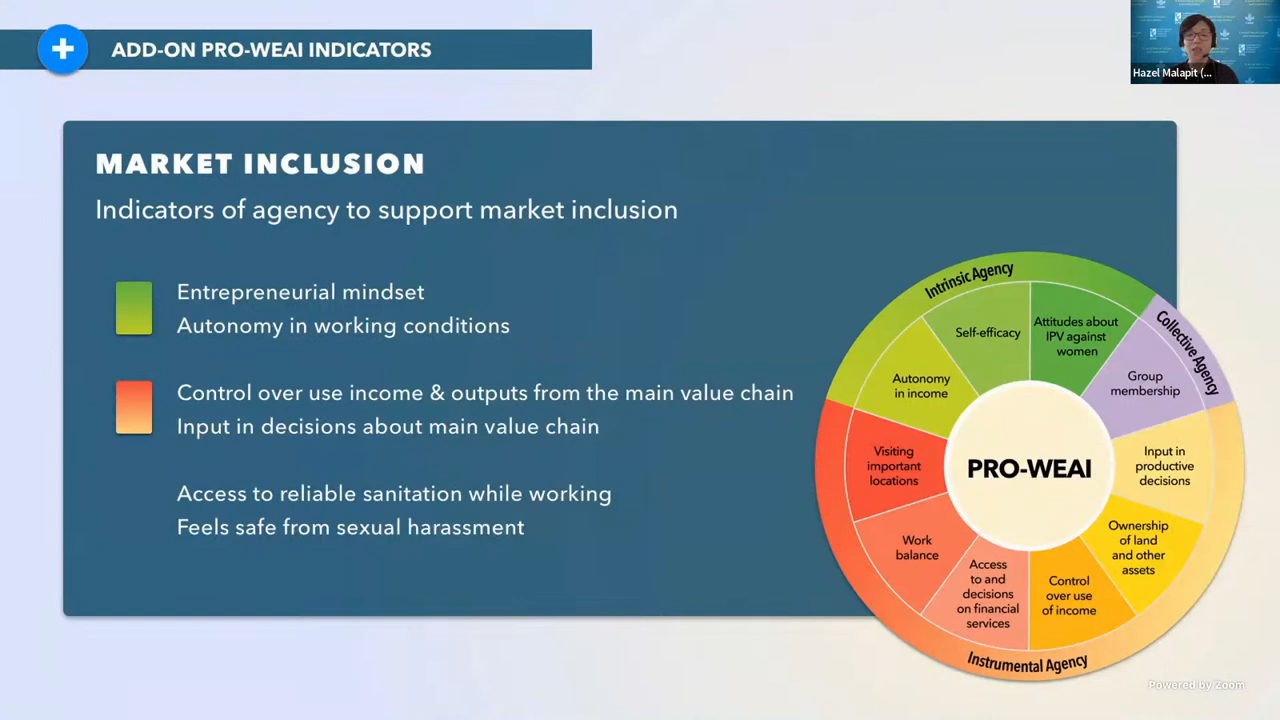 ADD-ON PRO-WEAI INDICATORS
Hazel Malapit (...
MARKET INCLUSION
Indicators of agency to support market inclusion
Entrepreneurial mindset
Autonomy in working conditions
Control over use income & outputs from the main value chain
Input in decisions about main value chain
Access to reliable sanitation while working
Feels safe from sexual harassment
Intrinsic Agency
Collective Agency
Self-efficacy
Attitudes about
IPV against
women
Group
membership
Autonomy
in income
Visiting
important
locations
PRO-WEAI
Input in
productive
decisions
Work
balance
Ownership
of land
and other
assets
Access
to and
decisions
on financial
services
Control
over use
of income
Instrumental Agency
Powered by Zoom